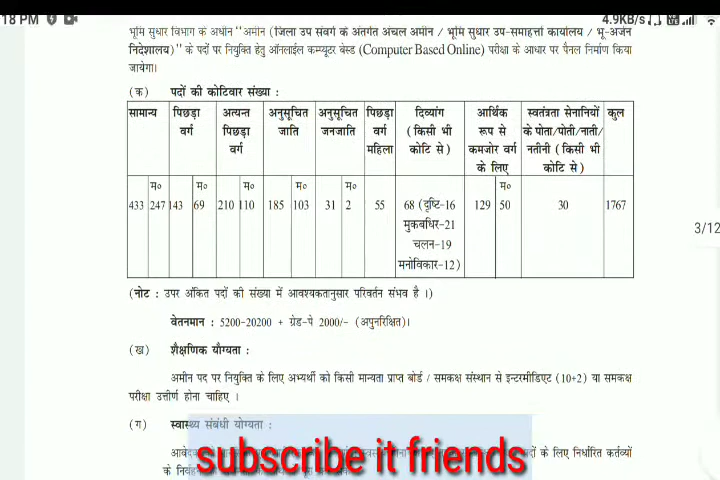 18 PM 4.9KB/s
भूमि सुधार विभाग के अधीन "अमीन (जिला उप संवर्ग के अंतर्गत अंचल अमीन / भूमि सुधार उप-समाहर्त्ता कार्यालय / भू-अर्जन
निदेशालय)" के पदों पर नियुक्ति हेतु ऑनलाईल कम्प्यूटर बेस्ड (Computer Based Online) परीक्षा के आधार पर पैनल निर्माण किया
जायेगा।
(क) पदों की कोटिवार संख्या :
सामान्य पिछड़ा अत्यन्त अनुसूचित अनुसूचित पिछड़ा दिव्यांग आर्थिक स्वतंत्रता सेनानियों कुल
वर्ग पिछड़ा जाति जनजाति वर्ग (किसी भी रूप से के पोता/पोती/नाती/
वर्ग महिला कोटि से) कमजोर वर्ग नतीनी (किसी भी
के लिए कोटि से)
म० म० म० म० म० म०
433 247 143 69 210 110 185 103 31 2 55 68 (दृष्टि-16 129 50 30 1767
मुकबधिर-21
चलन-19
मनोविकार-12)
3/12
(नोट : उपर अंकित पदों की संख्या में आवश्यकतानुसार परिवर्तन संभव है ।)
वेतनमान : 5200-20200 + ग्रेड-पे 2000/- (अपुनरिक्षित)।
(ख) शैक्षणिक योग्यता :
अमीन पद पर नियुक्ति के लिए अभ्यर्थी को किसी मान्यता प्राप्त बोर्ड / समकक्ष संस्थान से इन्टरमीडिएट (10+2) या समकक्ष
परीक्षा उत्तीर्ण होना चाहिए ।
(ग) स्वास्थ्य संबंधी योग्यता :
पदों के लिए निर्धारित कर्तव्यों
के
subscribe it friends